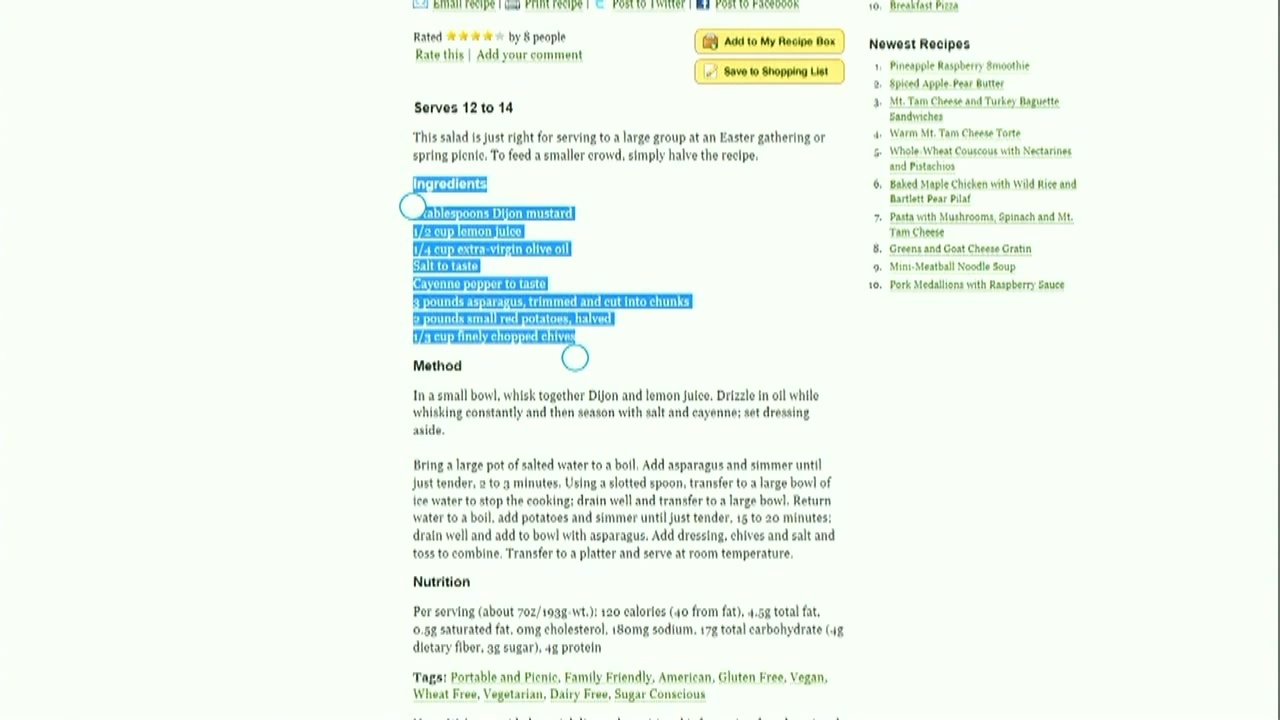 Email recipe | Print recipe | Post to Twitter | Post to Facebook
Rated by 8 people
Rate this | Add your comment
Add to My Recipe Box
Save to Shopping List
Serves 12 to 14
This salad is just right for serving to a large group at an Easter gathering or
spring picnic. To feed a smaller crowd, simply halve the recipe.
Ingredients
tablespoons Dijon mustard
1/2 cup lemon juice
1/4 cup extra-virgin olive oil
Salt to taste
Cayenne pepper to taste
3 pounds asparagus, trimmed and cut into chunks
2 pounds small red potatoes, halved
1/3 cup finely chopped chives
Method
In a small bowl, whisk together Dijon and lemon juice. Drizzle in oil while
whisking constantly and then season with salt and cayenne; set dressing
aside.
Bring a large pot of salted water to a boil. Add asparagus and simmer until
just tender, 2 to 3 minutes. Using a slotted spoon, transfer to a large bowl of
ice water to stop the cooking; drain well and transfer to a large bowl. Return
water to a boil, add potatoes and simmer until just tender, 15 to 20 minutes;
drain well and add to bowl with asparagus. Add dressing, chives and salt and
toss to combine. Transfer to a platter and serve at room temperature.
Nutrition
Per serving (about 7oz/193g-wt.): 120 calories (40 from fat), 4.5g total fat,
0.5g saturated fat, 0mg cholesterol, 180mg sodium, 17g total carbohydrate (4g
dietary fiber, 3g sugar), 4g protein
Tags: Portable and Picnic, Family Friendly, American, Gluten Free, Vegan,
Wheat Free, Vegetarian, Dairy Free, Sugar Conscious
10. Breakfast Pizza
Newest Recipes
1. Pineapple Raspberry Smoothie
2. Spiced Apple-Pear Butter
3. Mt. Tam Cheese and Turkey Baguette
Sandwiches
4. Warm Mt. Tam Cheese Torte
5. Whole-Wheat Couscous with Nectarines
and Pistachios
6. Baked Maple Chicken with Wild Rice and
Bartlett Pear Pilaf
7. Pasta with Mushrooms, Spinach and Mt.
Tam Cheese
8. Greens and Goat Cheese Gratin
9. Mini-Meatball Noodle Soup
10. Pork Medallions with Raspberry Sauce